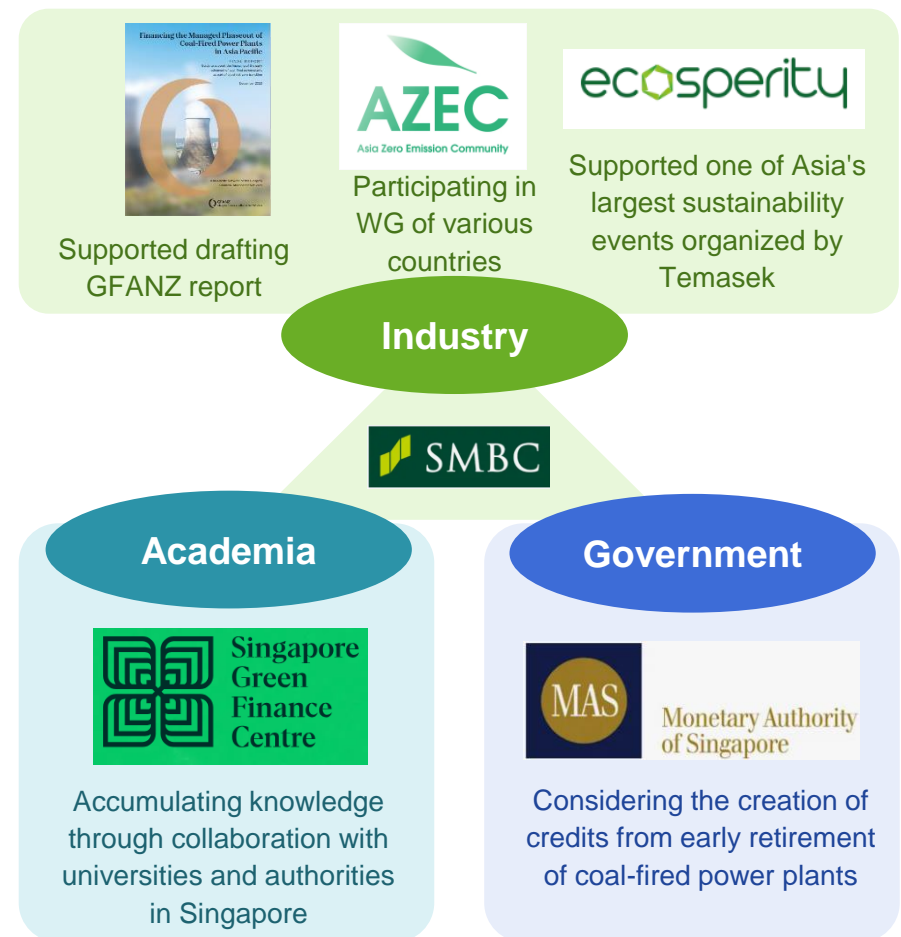 Financing the Managed Phaseout of
Coal-Fired Power Plants
in Asia Pacific
FINAL REPORT
AZEC
Asia Zero Emission Community
ecosperity
Supported drafting
GFANZ report
Participating in
WG of various
countries
Supported one of Asia's
largest sustainability
events organized by
Temasek
Industry
SMBC
Academia
Government
Singapore
Green
Finance
Centre
MAS
Monetary Authority
of Singapore
Accumulating knowledge
through collaboration with
universities and authorities
in Singapore
Considering the creation of
credits from early retirement
of coal-fired power plants